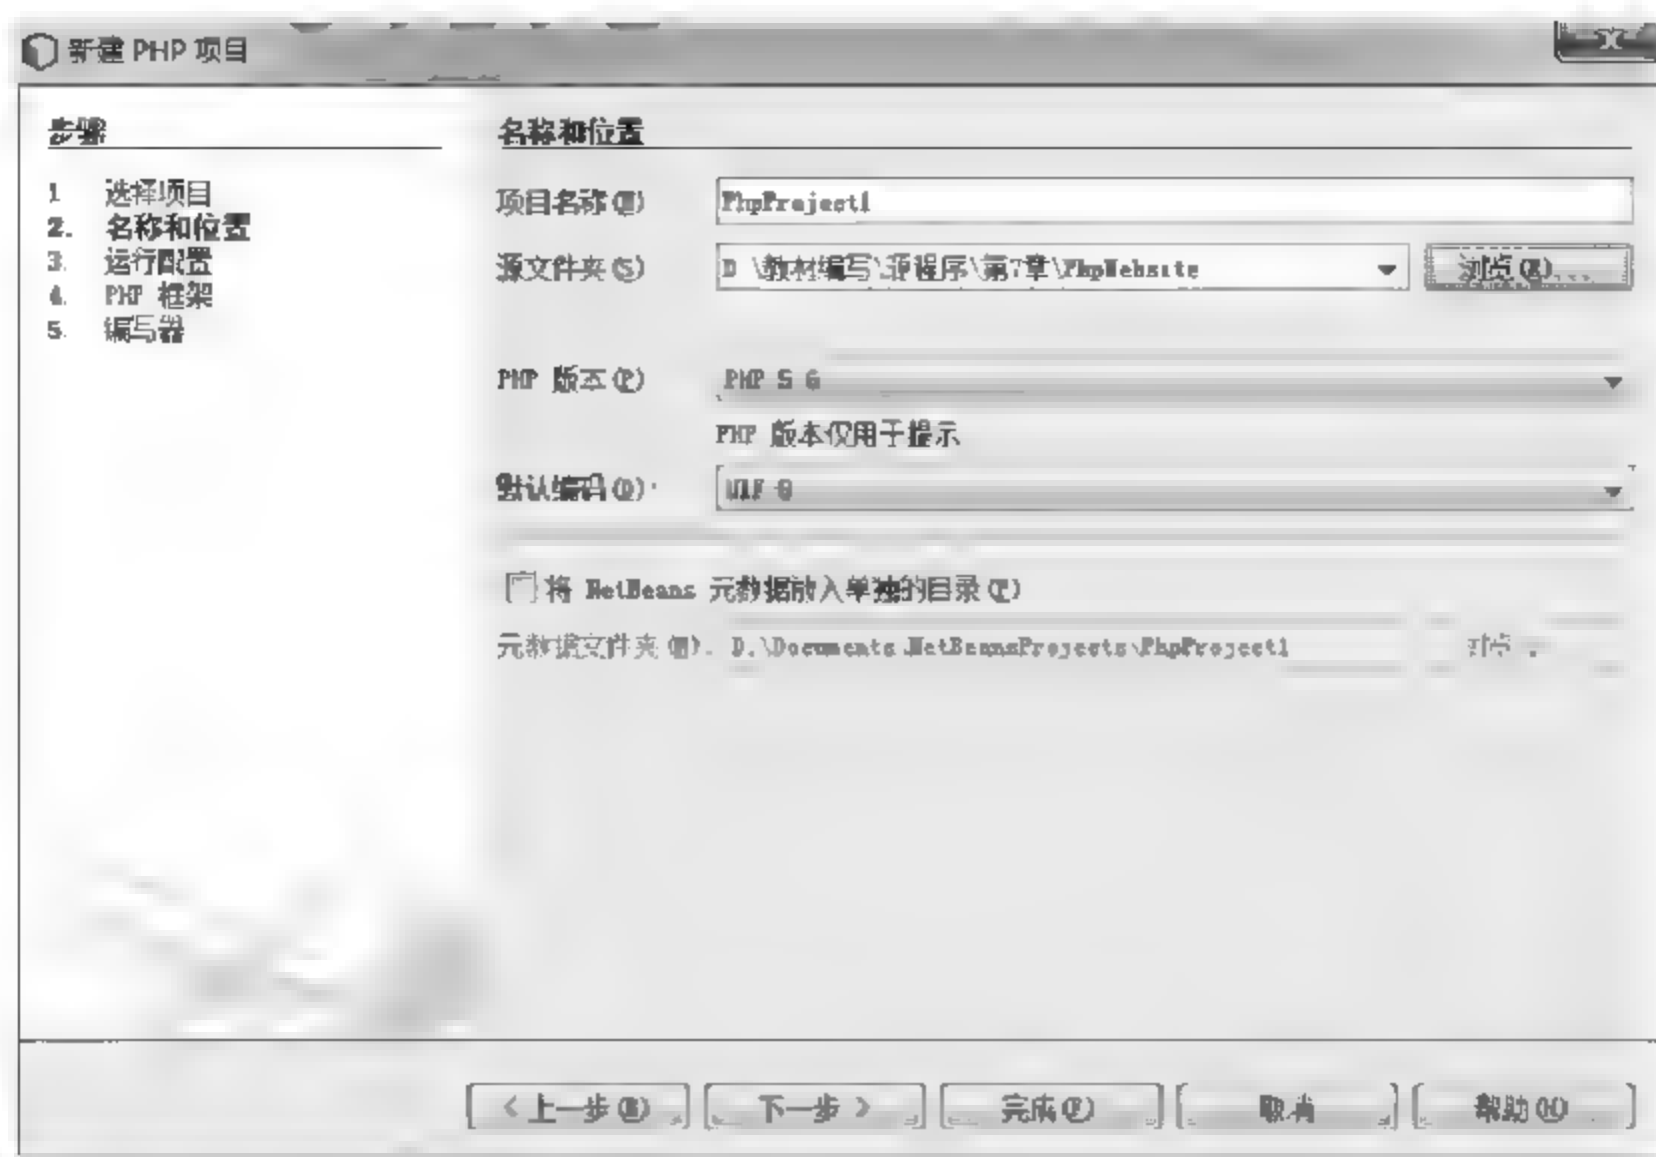 新建 PHP 项目
步骤
1 选择项目
2. 名称和位置
3. 运行配置
4. PHP 框架
5. 编写器
名称和位置
项目名称(N) PhpProject1
源文件夹(S) D \教材编写\源程序\第7章\PhpWebsite 浏览(R)...
PHP 版本(P) PHP 5 6
PHP 版本仅用于提示
默认编码(D): UTF 8
将 NetBeans 元数据放入单独的目录(T)
元数据文件夹(M). D:\Documents\NetBeansProjects\PhpProject1 浏览
< 上一步(B) 下一步 > 完成(F) 取消 帮助(H)